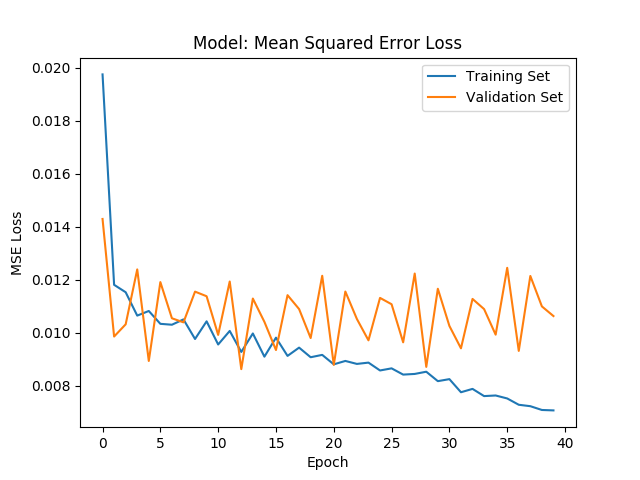 Model: Mean Squared Error Loss
Training Set
Validation Set
MSE Loss
0.020
0.018
0.016
0.014
0.012
0.010
0.008
0 5 10 15 20 25 30 35 40
Epoch